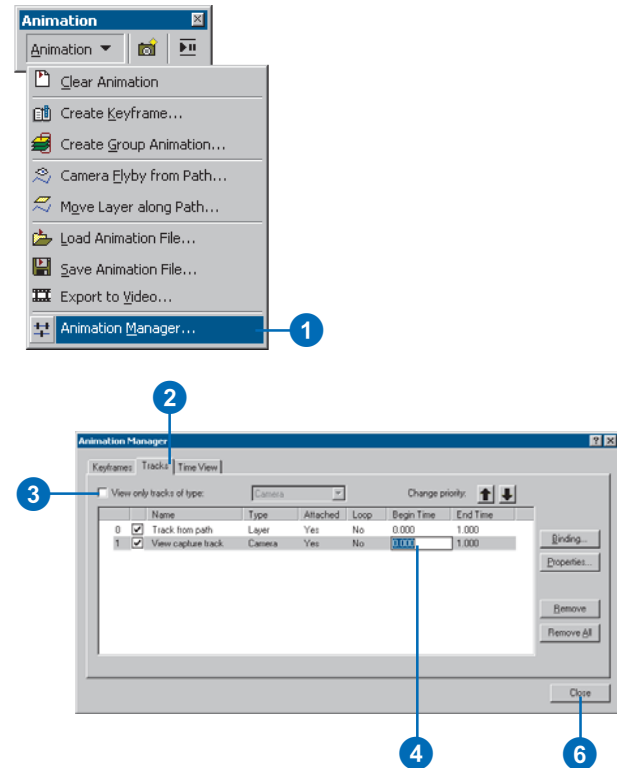 Animation
Animation
Clear Animation
Create Keyframe...
Create Group Animation...
Camera Flyby from Path...
Move Layer along Path...
Load Animation File...
Save Animation File...
Export to Video...
Animation Manager...
1
2
Animation Manager
Keyframes Tracks Time View
3
View only tracks of type: Camera Change priority:
Name Type Attached Loop Begin Time End Time
0 Track from path Layer Yes No 0.000 1.000
1 View capture track Camera Yes No 0.000 1.000
Binding...
Properties...
Remove
Remove All
Close
4
6